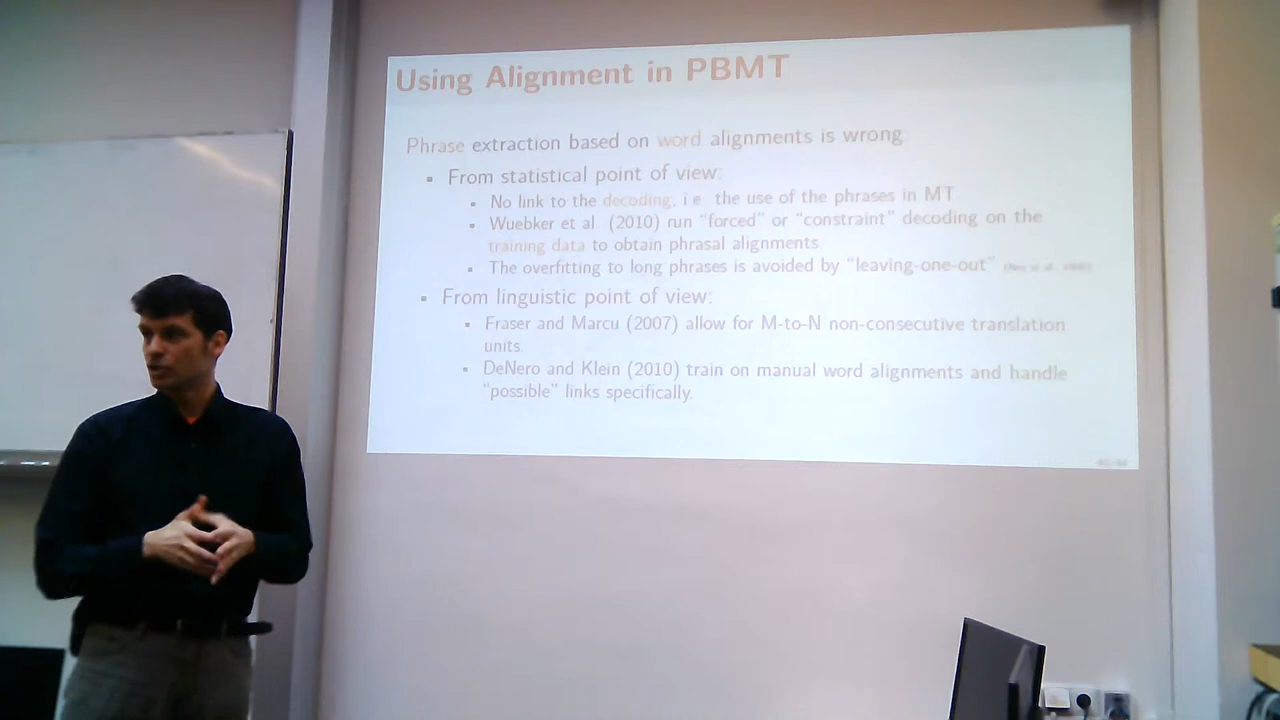 Using Alignment in PBMT
Phrase extraction based on word alignments is wrong
From statistical point of view:
No link to the decoding, i e the use of the phrases in MT
Wuebker et al (2010) run “forced” or “constraint” decoding on the
training data to obtain phrasal alignments
The overfitting to long phrases is avoided by “leaving-one-out”
From linguistic point of view:
Fraser and Marcu (2007) allow for M-to-N non-consecutive translation
units.
DeNero and Klein (2010) train on manual word alignments and handle
“possible” links specifically.